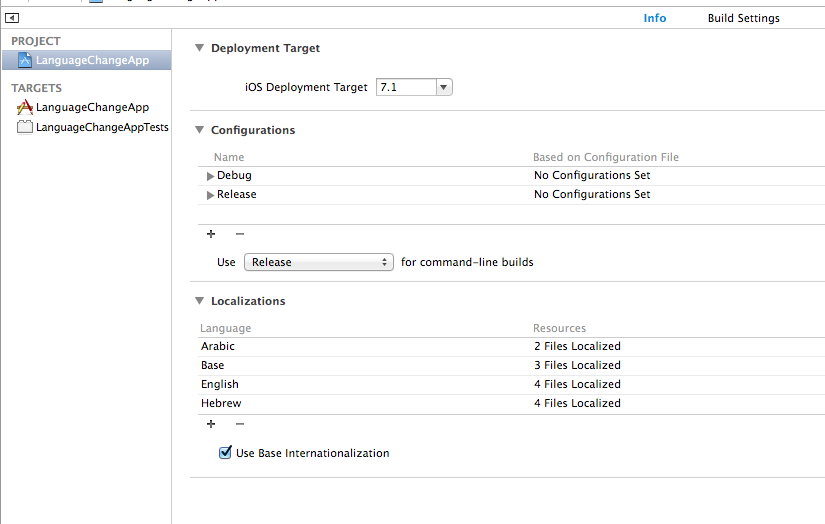 Info Build Settings
PROJECT
LanguageChangeApp
TARGETS
LanguageChangeApp
LanguageChangeAppTests
Deployment Target
iOS Deployment Target 7.1
Configurations
Name Based on Configuration File
Debug No Configurations Set
Release No Configurations Set
+ −
Use Release for command-line builds
Localizations
Language Resources
Arabic 2 Files Localized
Base 3 Files Localized
English 4 Files Localized
Hebrew 4 Files Localized
+ −
Use Base Internationalization